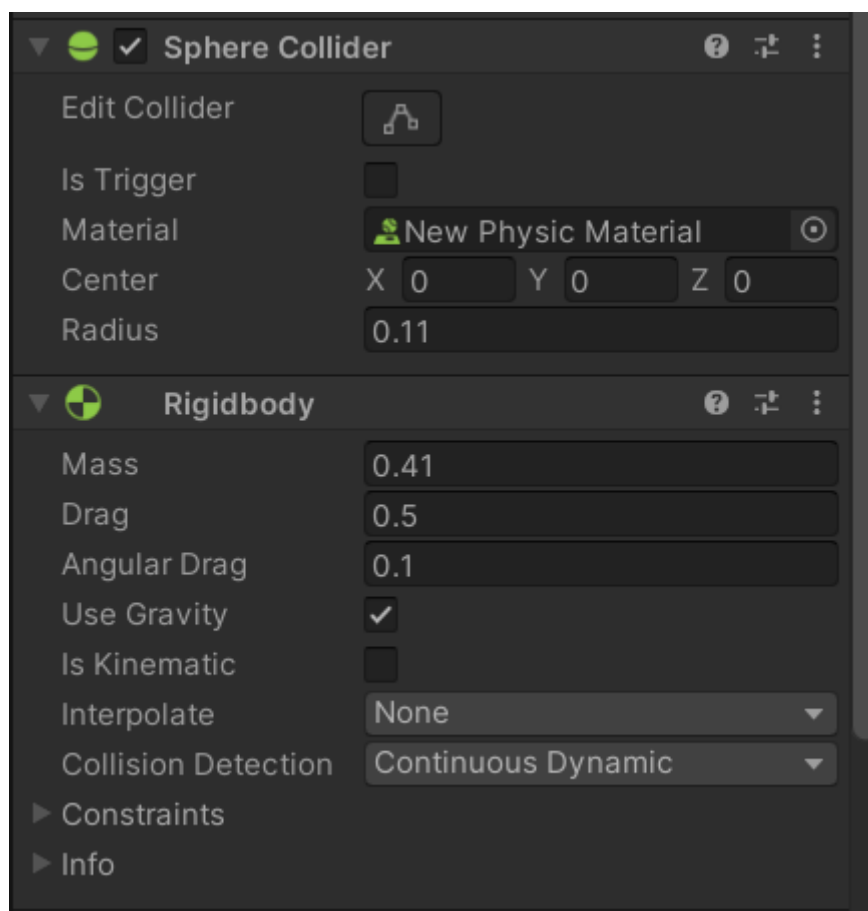 Sphere Collider
Edit Collider
Is Trigger
Material New Physic Material
Center X 0 Y 0 Z 0
Radius 0.11
Rigidbody
Mass 0.41
Drag 0.5
Angular Drag 0.1
Use Gravity
Is Kinematic
Interpolate None
Collision Detection Continuous Dynamic
Constraints
Info